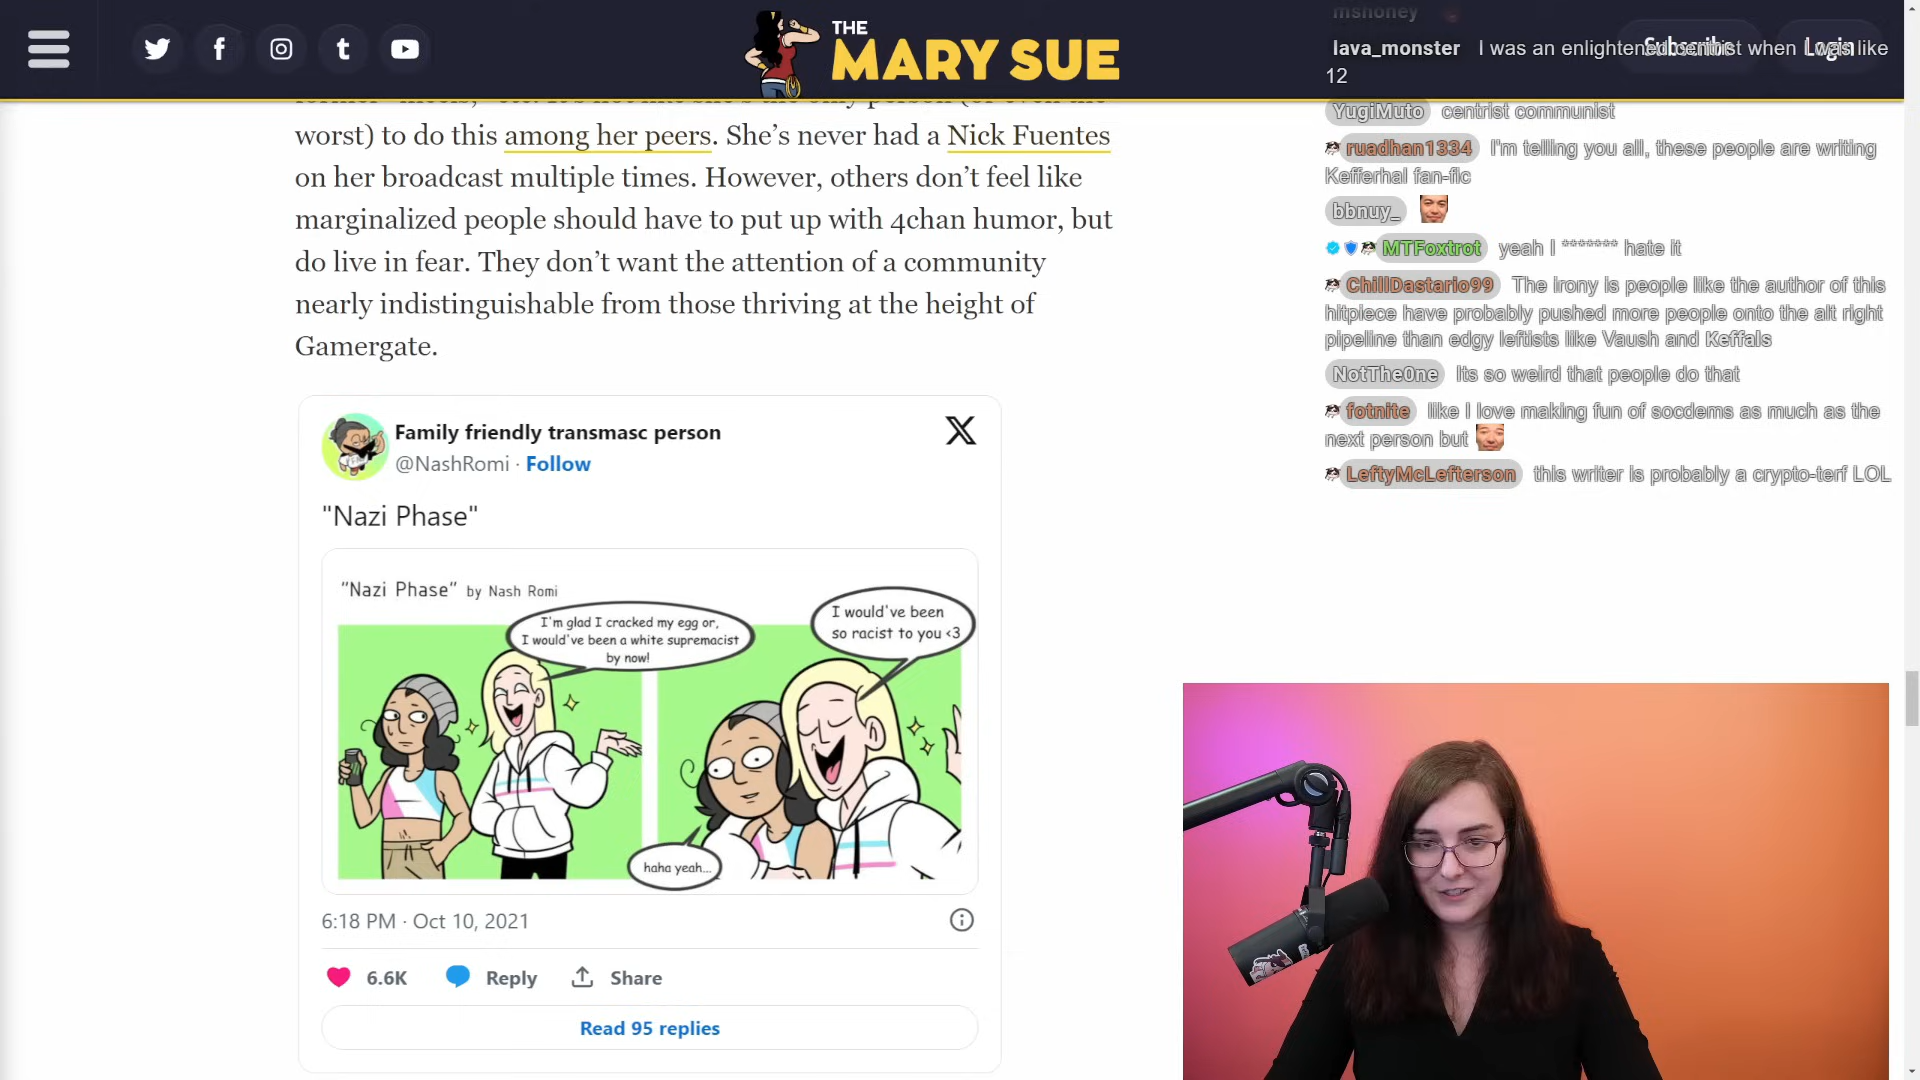 THE
MARY SUE
Subscribe
Login
worst) to do this among her peers. She’s never had a Nick Fuentes
on her broadcast multiple times. However, others don’t feel like
marginalized people should have to put up with 4chan humor, but
do live in fear. They don’t want the attention of a community
nearly indistinguishable from those thriving at the height of
Gamergate.
Family friendly transmasc person
@NashRomi · Follow
"Nazi Phase"
"Nazi Phase" by Nash Romi
I'm glad I cracked my egg or,
I would've been a white supremacist
by now!
I would've been
so racist to you <3
haha yeah...
6:18 PM · Oct 10, 2021
6.6K Reply Share
Read 95 replies
mshoney
lava_monster I was an enlightened centrist when I was like
12
YugiMuto centrist communist
ruadhan1334 I'm telling you all, these people are writing
Kefferhal fan-fic
bbnuy_
MTFoxtrot yeah I ******* hate it
ChillDastario99 The irony is people like the author of this
hitpiece have probably pushed more people onto the alt right
pipeline than edgy leftists like Vaush and Keffals
NotThe0ne Its so weird that people do that
fotnite like I love making fun of socdems as much as the
next person but
LeftyMcLefterson this writer is probably a crypto-terf LOL